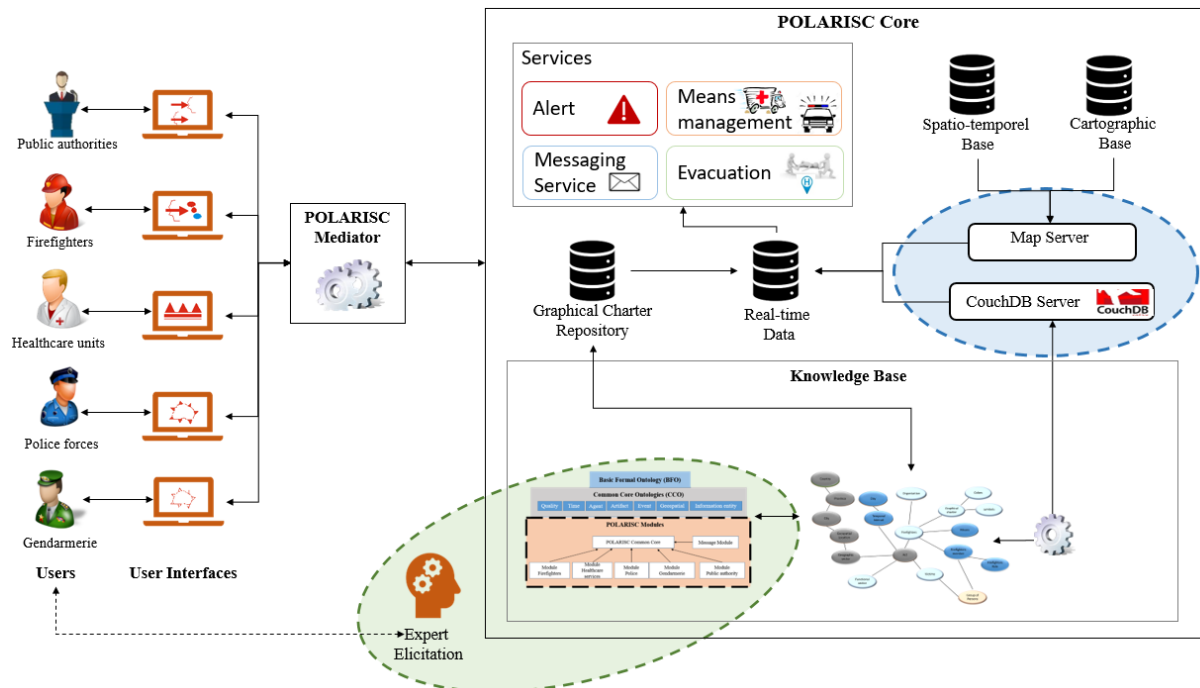 POLARISC Core
Services
Alert
Means
management
Messaging
Service
Evacuation
H
Spatio-temporel
Base
Cartographic
Base
Public authorities
Firefighters
Healthcare units
Police forces
Gendarmerie
Users
User Interfaces
POLARISC
Mediator
Graphical Charter
Repository
Real-time
Data
Map Server
CouchDB Server
CouchDB
Knowledge Base
Basic Formal Ontology (BFO)
Common Core Ontologies (CCO)
Quality Time Agent Artifact Event Geospatial Information entity
POLARISC Modules
POLARISC Common Core
Message Module
Module
Firefighters
Module
Healthcare
services
Module
Police
Module
Gendarmerie
Module
Public authority
Expert
Elicitation